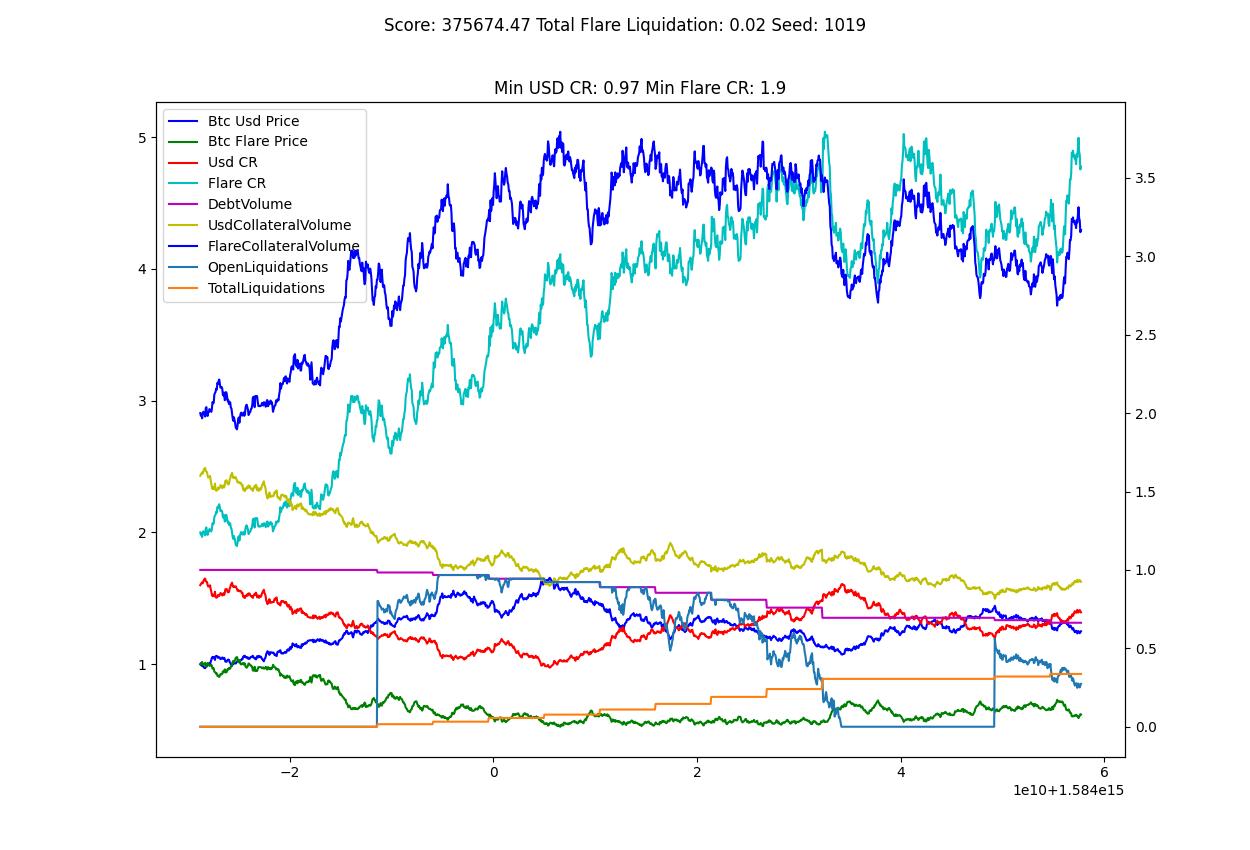 Score: 375674.47 Total Flare Liquidation: 0.02 Seed: 1019
Min USD CR: 0.97 Min Flare CR: 1.9
Btc Usd Price
Btc Flare Price
Usd CR
Flare CR
DebtVolume
UsdCollateralVolume
FlareCollateralVolume
OpenLiquidations
TotalLiquidations
5
4
3
2
1
3.5
3.0
2.5
2.0
1.5
1.0
0.5
0.0
−2 0 2 4 6
1e10+1.584e15